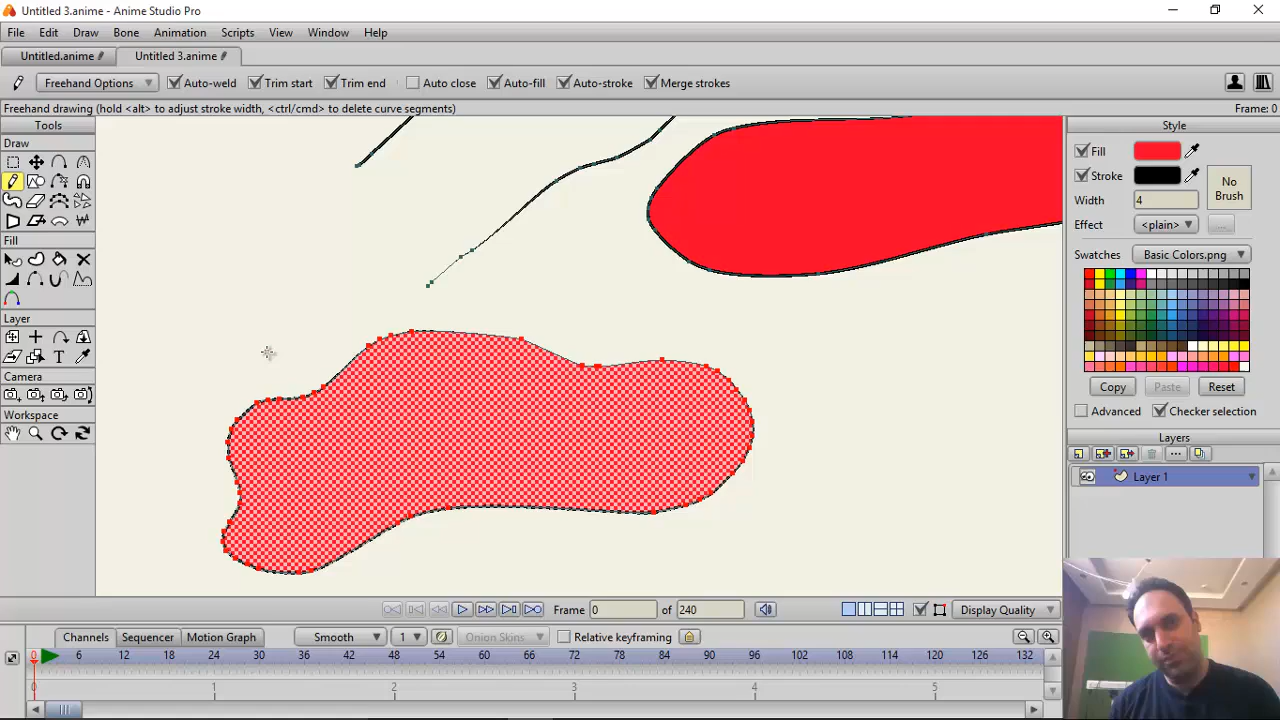 Untitled 3.anime - Anime Studio Pro
File Edit Draw Bone Animation Scripts View Window Help
Untitled.anime Untitled 3.anime
Freehand Options Auto-weld Trim start Trim end Auto close Auto-fill Auto-stroke Merge strokes
Freehand drawing (hold <alt> to adjust stroke width, <ctrl/cmd> to delete curve segments) Frame: 0
Tools
Draw
Fill
Layer
Camera
Workspace
Style
Fill
Stroke
No
Brush
Width 4
Effect <plain> ...
Swatches Basic Colors.png
Copy Paste Reset
Advanced Checker selection
Layers
Layer 1
Frame 0 of 240 Display Quality
Channels Sequencer Motion Graph Smooth 1 Onion Skins Relative keyframing
0 6 12 18 24 30 36 42 48 54 60 66 72 78 84 90 96 102 108 114 120 126 132
0 1 2 3 4 5